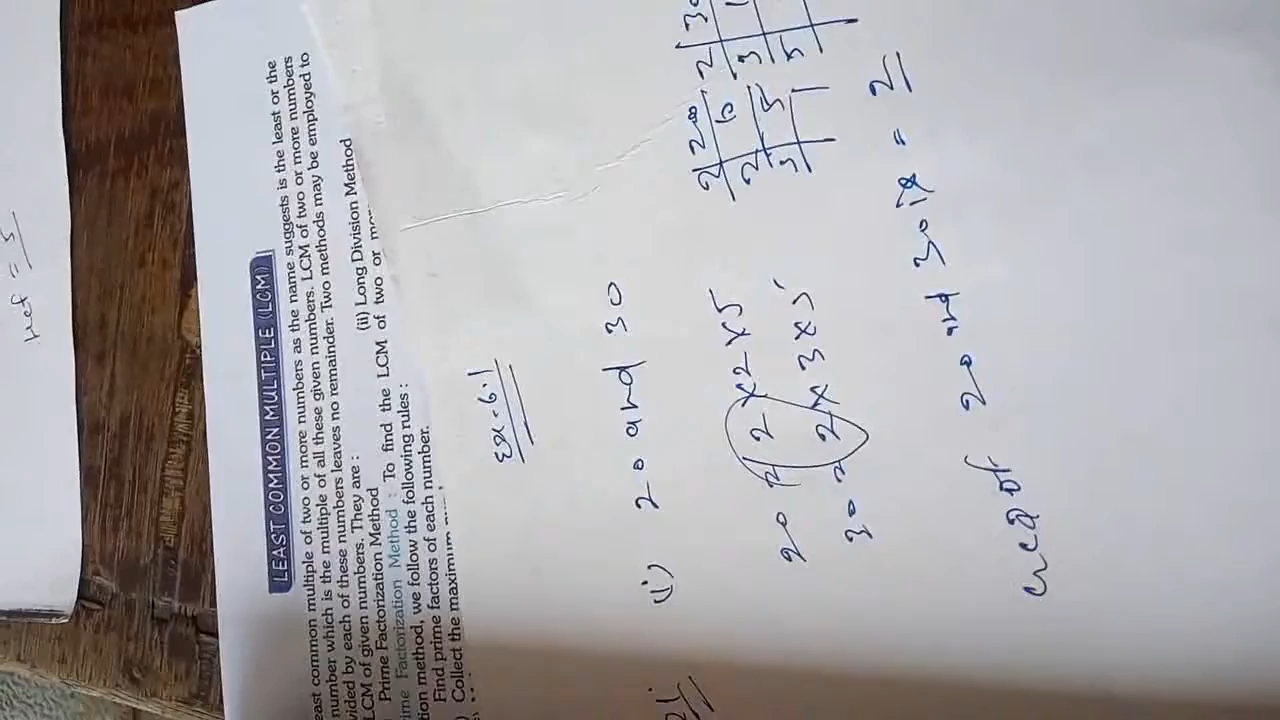 HCF = 5
LEAST COMMON MULTIPLE (LCM)
east common multiple of two or more numbers as the name suggests is the least or the
number which is the multiple of all these given numbers. LCM of two or more numbers
vided by each of these numbers leaves no remainder. Two methods may be employed to
LCM of given numbers. They are :
Prime Factorization Method (ii) Long Division Method
ime Factorization Method : To find the LCM of two or mor
tion method, we follow the following rules :
Find prime factors of each number.
) Collect the maximum
Ex-6.1
(i) 20 and 30
20 = 2 x 2 x 5
30 = 2 x 3 x 5
of 20 and 30 is = 2